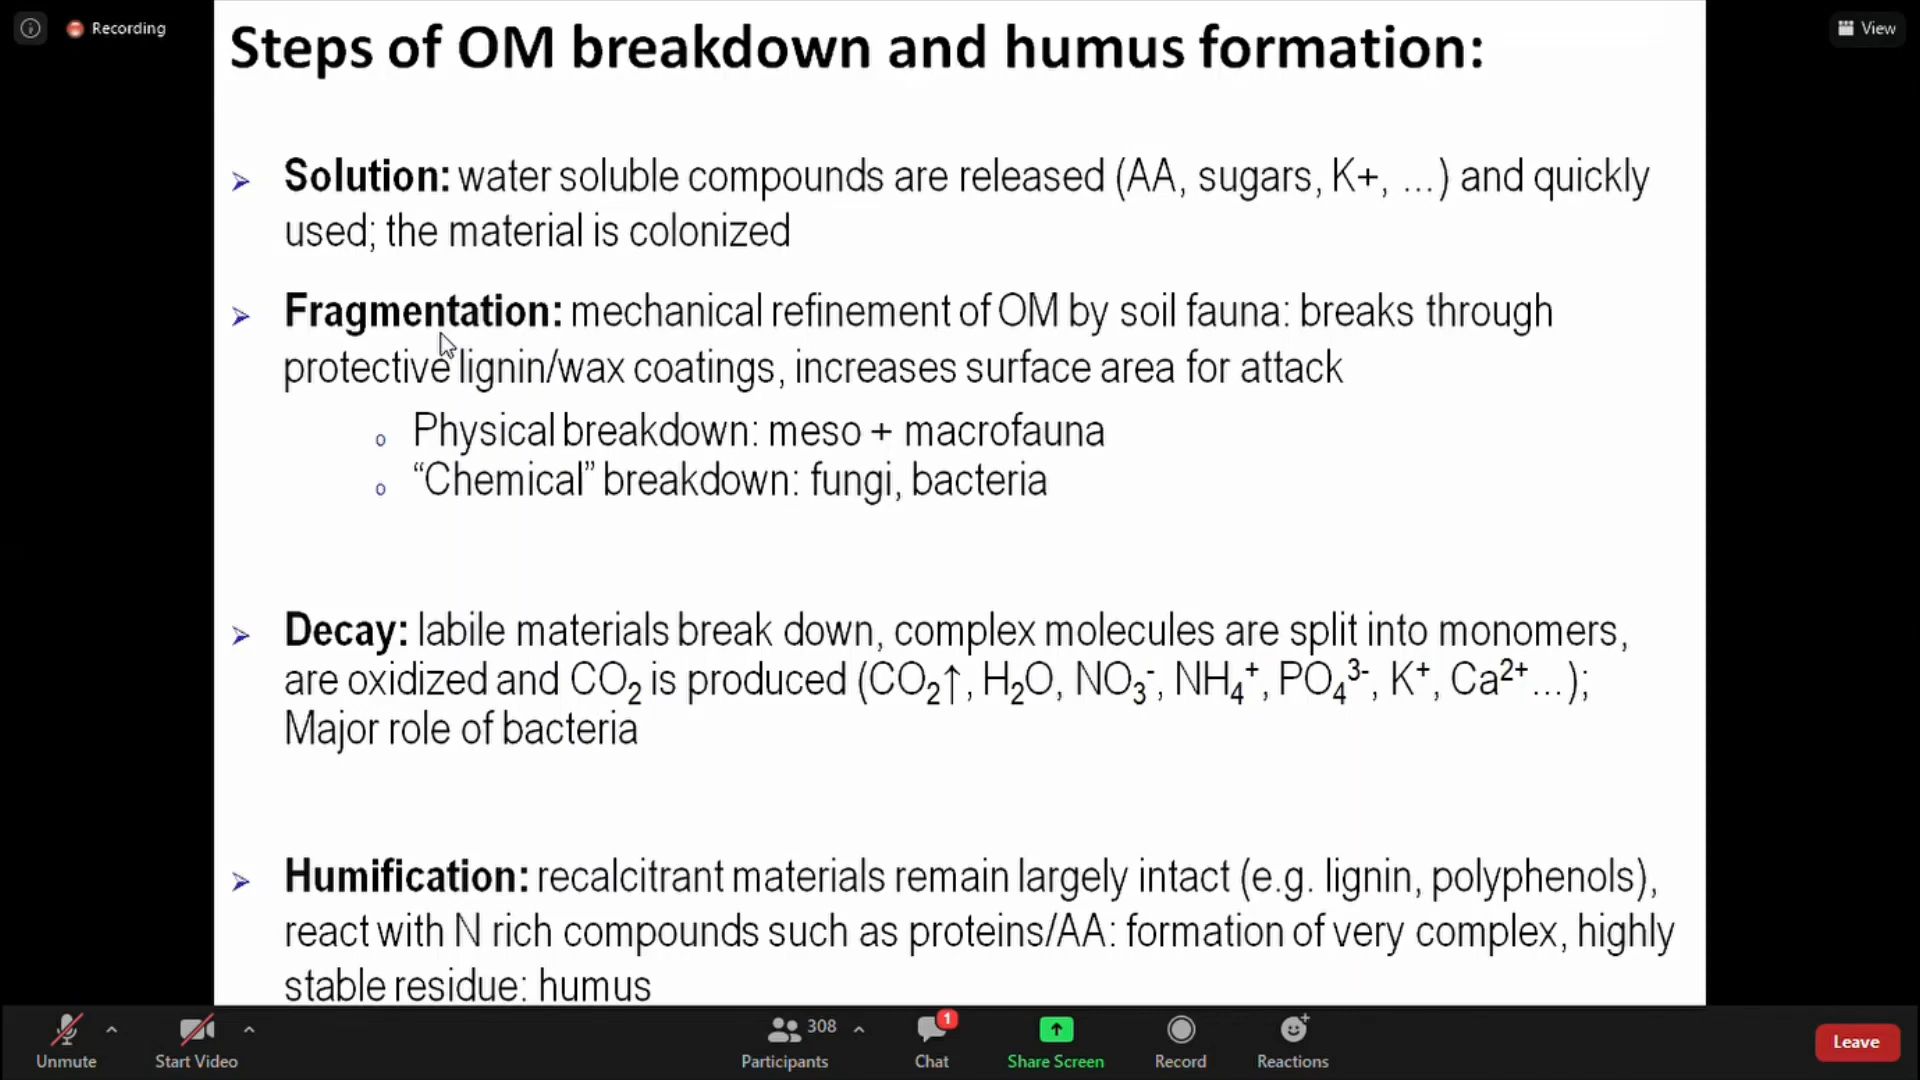 Recording
View
Steps of OM breakdown and humus formation:
➢ Solution: water soluble compounds are released (AA, sugars, K+, ...) and quickly
used; the material is colonized
➢ Fragmentation: mechanical refinement of OM by soil fauna: breaks through
protective lignin/wax coatings, increases surface area for attack
o Physical breakdown: meso + macrofauna
o “Chemical” breakdown: fungi, bacteria
➢ Decay: labile materials break down, complex molecules are split into monomers,
are oxidized and CO₂ is produced (CO₂↑, H₂O, NO₃⁻, NH₄⁺, PO₄³⁻, K⁺, Ca²⁺...);
Major role of bacteria
➢ Humification: recalcitrant materials remain largely intact (e.g. lignin, polyphenols),
react with N rich compounds such as proteins/AA: formation of very complex, highly
stable residue: humus
308
1
Unmute
Start Video
Participants
Chat
Share Screen
Record
Reactions
Leave